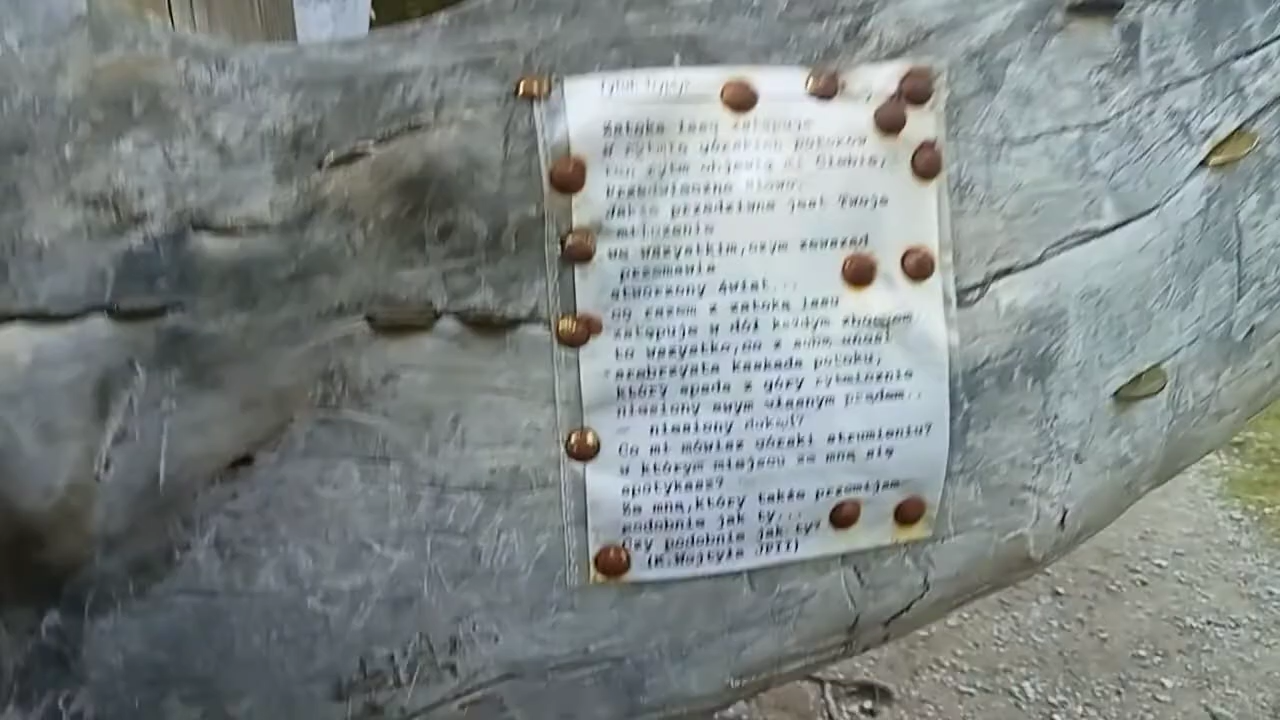 Zatoka lasu zstępuje
w rytmie górskich potoków
ten rytm objawia mi Ciebie,
Przedwieczne Słowo.
Jakie przedziwne jest Twoje
milczenie
we wszystkim,czym zewsząd
przemawia
stworzony świat...
co razem z zatoką lasu
zstępuje w dół każdym zboczem
to wszystko,co z sobą unosi
srebrzysta kaskada potoku,
który spada z góry rytmicznie
niesiony swym własnym prądem..
- niesiony dokąd?
Co mi mówisz górski strumieniu?
w którym miejscu ze mną się
spotykasz?
Ze mną,który także przemijam
podobnie jak ty...
Czy podobnie jak ty?
(K.Wojtyła JPII)